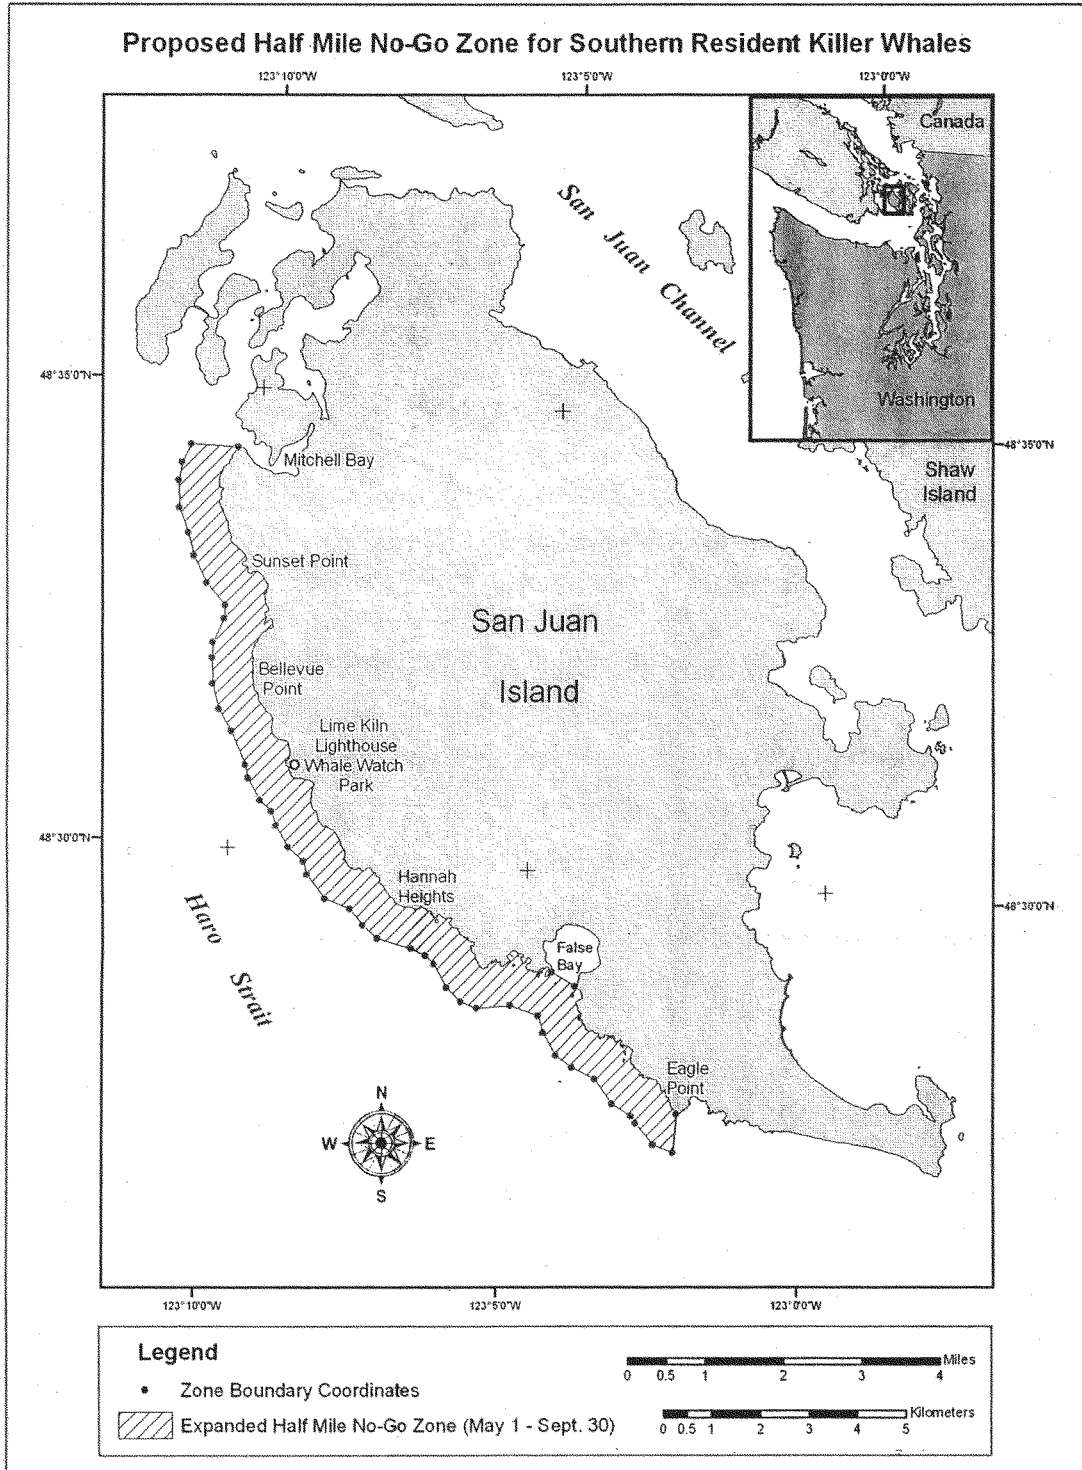 Proposed Half Mile No-Go Zone for Southern Resident Killer Whales
123°10'0"W
123°5'0"W
123°0'0"W
Canada
Washington
San Juan Channel
48°35'0"N
48°35'0"N
Shaw
Island
Mitchell Bay
Sunset Point
San Juan
Island
Bellevue
Point
Lime Kiln
Lighthouse
Whale Watch
Park
48°30'0"N
48°30'0"N
Hannah
Heights
Haro
Strait
False
Bay
Eagle
Point
N
W
E
S
123°10'0"W
123°5'0"W
123°0'0"W
Legend
Zone Boundary Coordinates
Expanded Half Mile No-Go Zone (May 1 - Sept. 30)
Miles
0 0.5 1 2 3 4
Kilometers
0 0.5 1 2 3 4 5